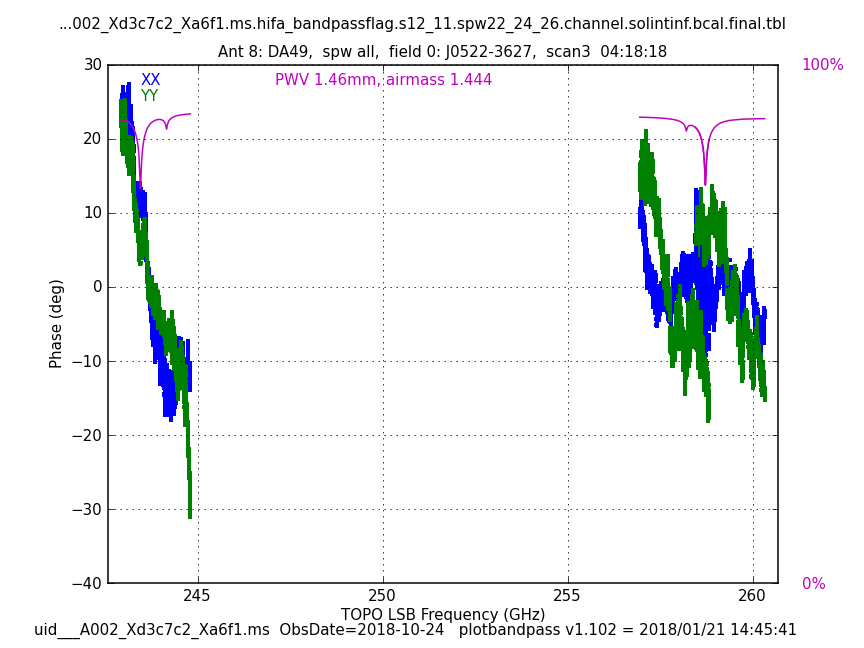 ...002_Xd3c7c2_Xa6f1.ms.hifa_bandpassflag.s12_11.spw22_24_26.channel.solintinf.bcal.final.tbl
Ant 8: DA49,  spw all,  field 0: J0522-3627,  scan3  04:18:18
30
100%
XX
PWV 1.46mm, airmass 1.444
YY
20
10
0
Phase (deg)
−10
−20
−30
−40
0%
245
250
255
260
TOPO LSB Frequency (GHz)
uid___A002_Xd3c7c2_Xa6f1.ms  ObsDate=2018-10-24   plotbandpass v1.102 = 2018/01/21 14:45:41